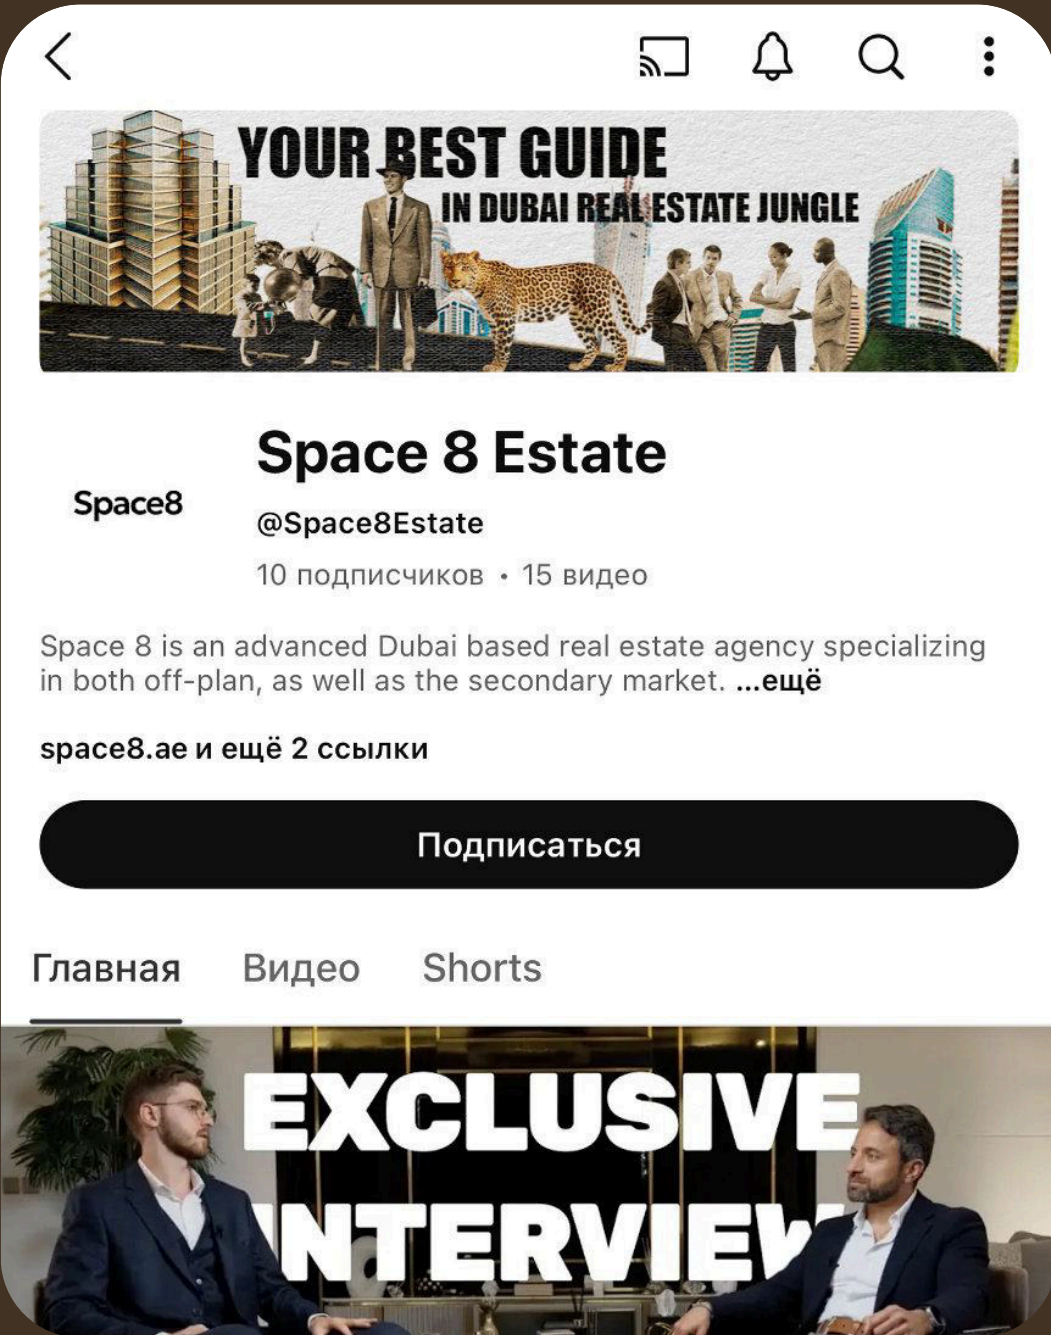 YOUR BEST GUIDE
IN DUBAI REAL ESTATE JUNGLE
Space8
Space 8 Estate
@Space8Estate
10 подписчиков • 15 видео
Space 8 is an advanced Dubai based real estate agency specializing
in both off-plan, as well as the secondary market. ...ещё
space8.ae и ещё 2 ссылки
Подписаться
Главная Видео Shorts
EXCLUSIVE
INTERVIEW